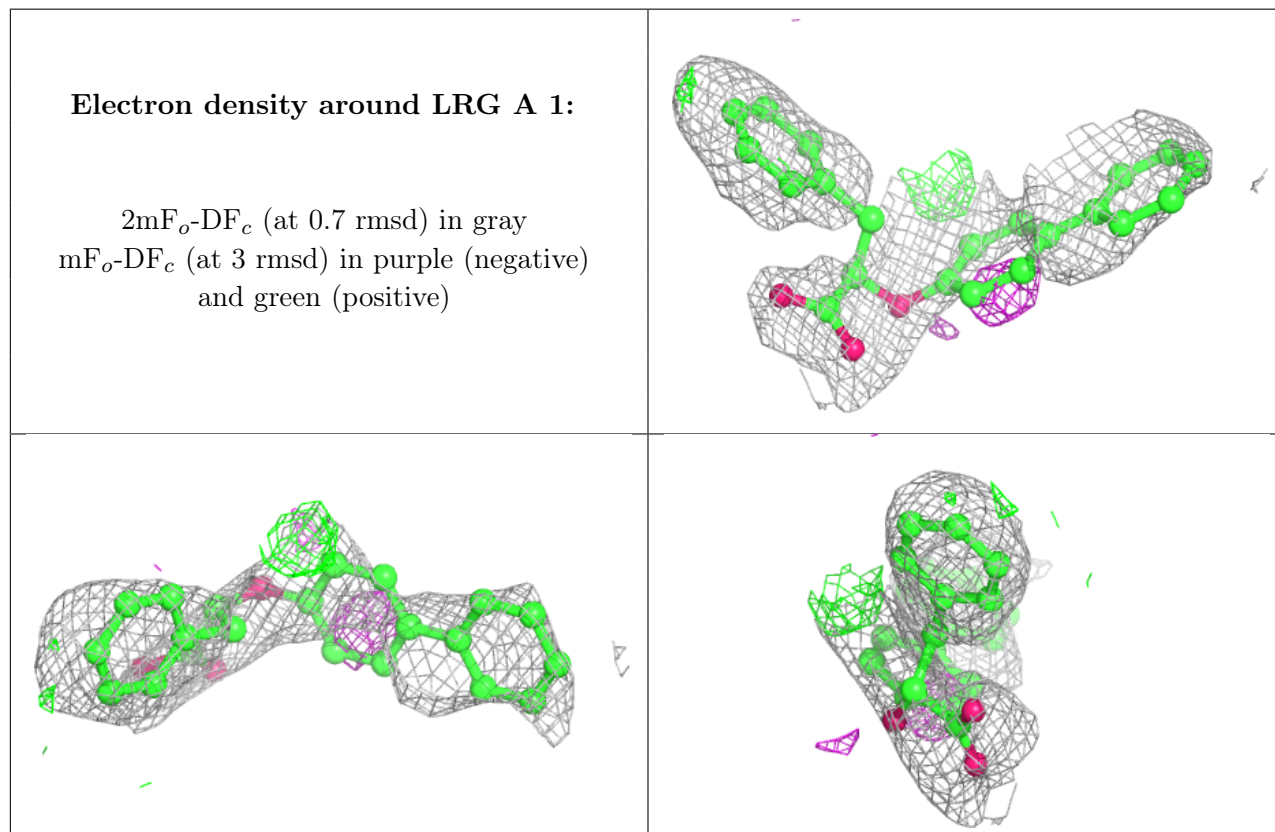 Electron density around LRG A 1:
2mFo-DFc (at 0.7 rmsd) in gray
mFo-DFc (at 3 rmsd) in purple (negative)
and green (positive)